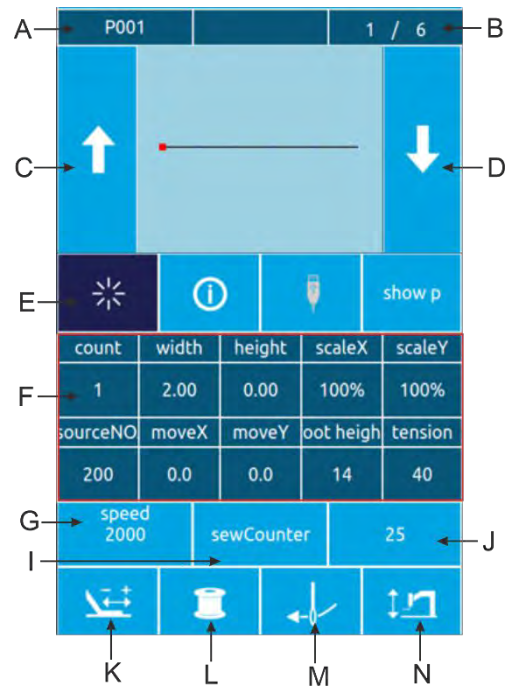 A
P001
1 / 6
B
C
D
E
show p
count width height scaleX scaleY
F
1 2.00 0.00 100% 100%
sourceNO moveX moveY oot heigh tension
200 0.0 0.0 14 40
G
speed
2000
sewCounter
25
I
J
K L M N